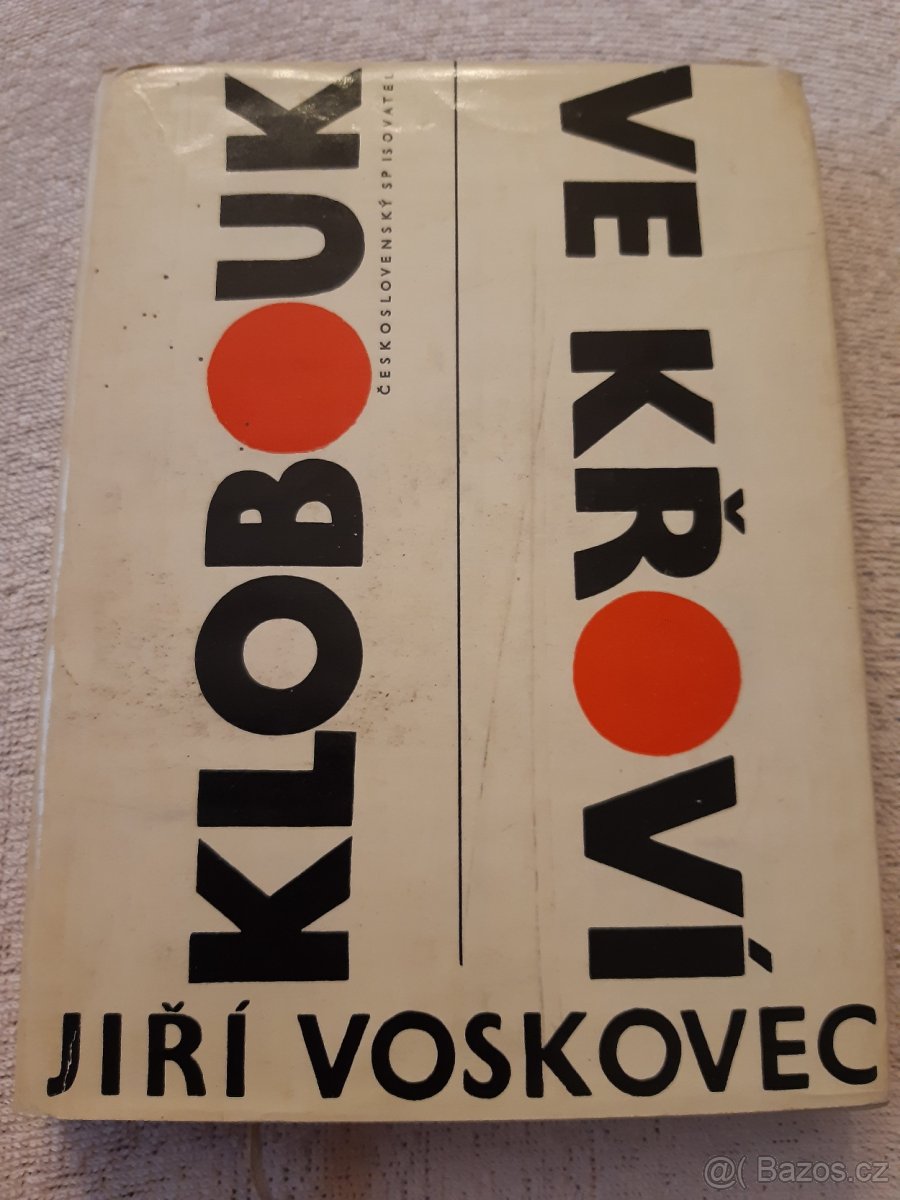 KLOBOUK
ČESKOSLOVENSKÝ SPISOVATEL
VE KŘOVÍ
JIŘÍ VOSKOVEC
@( Bazos.cz